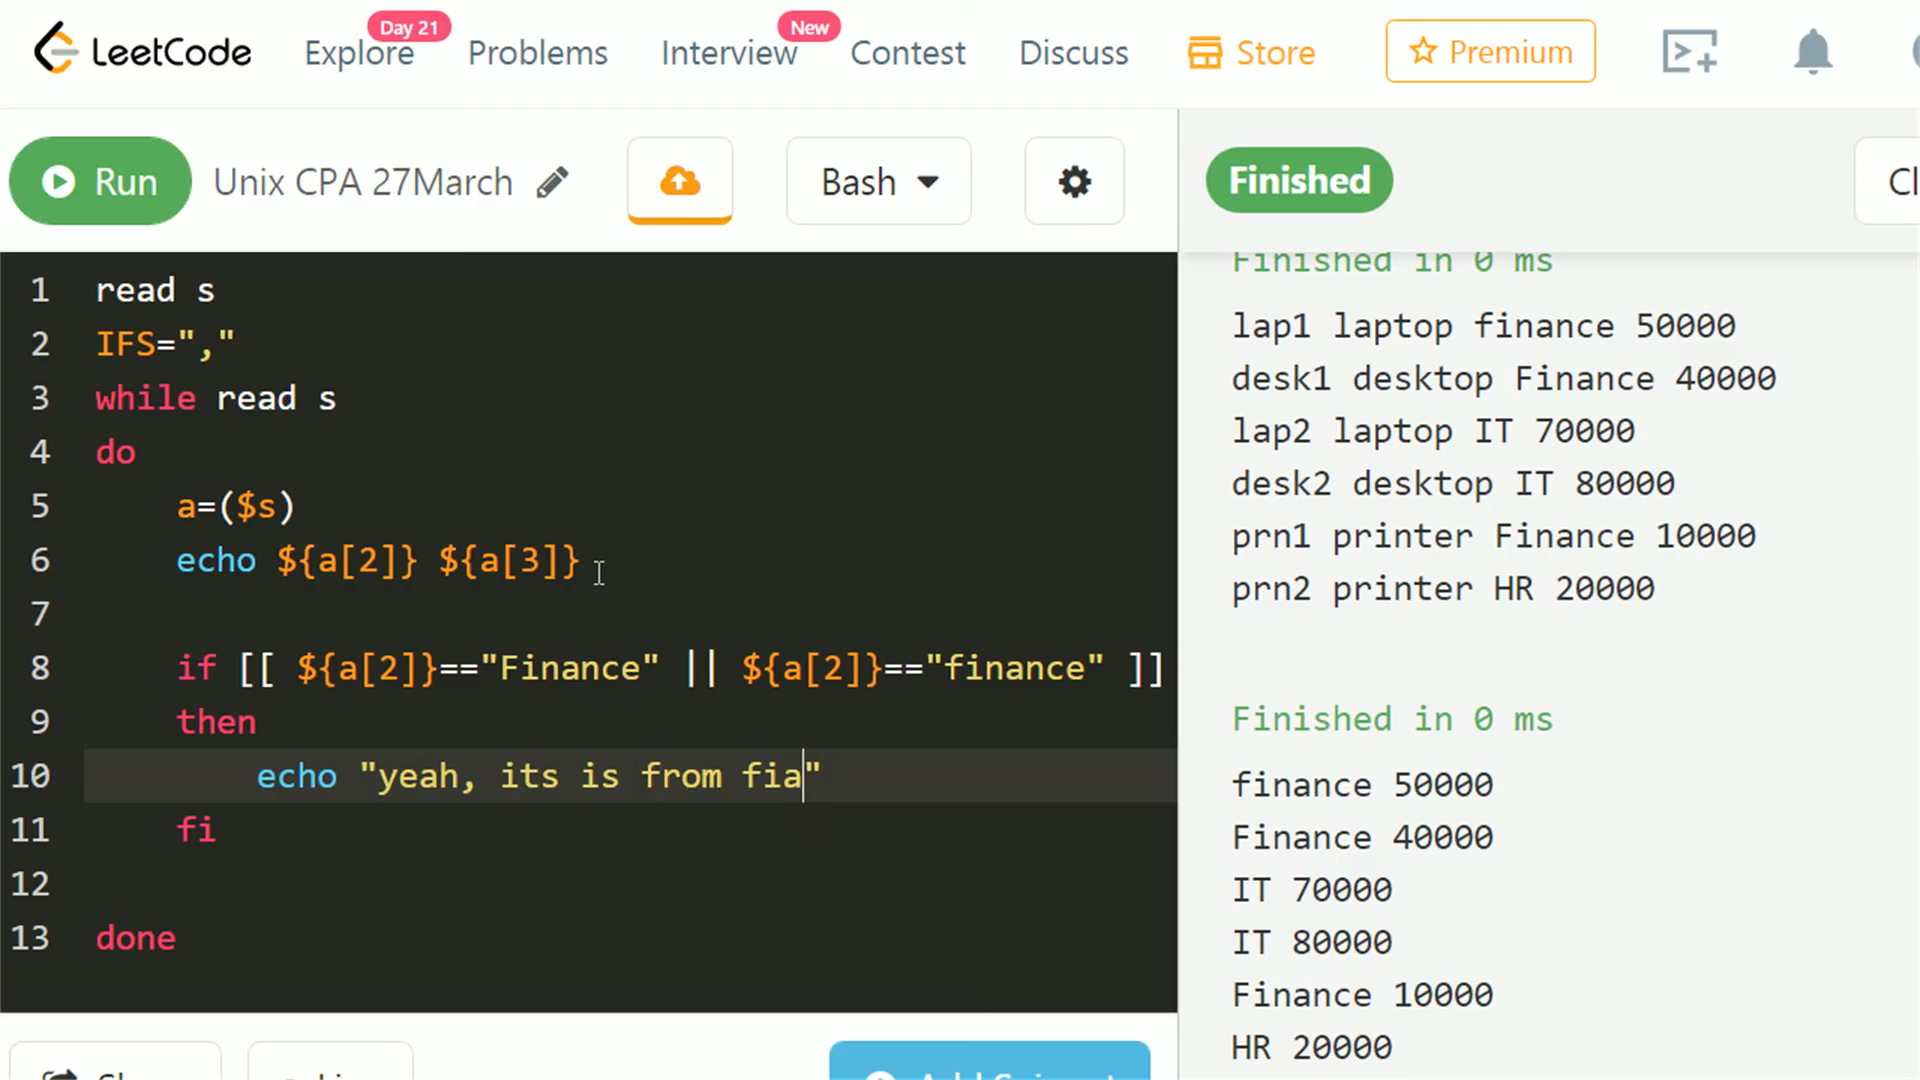 LeetCode Explore Day 21 Problems Interview New Contest Discuss Store Premium
Run Unix CPA 27March Bash
Finished
1 read s
2 IFS=","
3 while read s
4 do
5 a=($s)
6 echo ${a[2]} ${a[3]}
7
8 if [[ ${a[2]}=="Finance" || ${a[2]}=="finance" ]]
9 then
10 echo "yeah, its is from fia"
11 fi
12
13 done
Finished in 0 ms
lap1 laptop finance 50000
desk1 desktop Finance 40000
lap2 laptop IT 70000
desk2 desktop IT 80000
prn1 printer Finance 10000
prn2 printer HR 20000
Finished in 0 ms
finance 50000
Finance 40000
IT 70000
IT 80000
Finance 10000
HR 20000